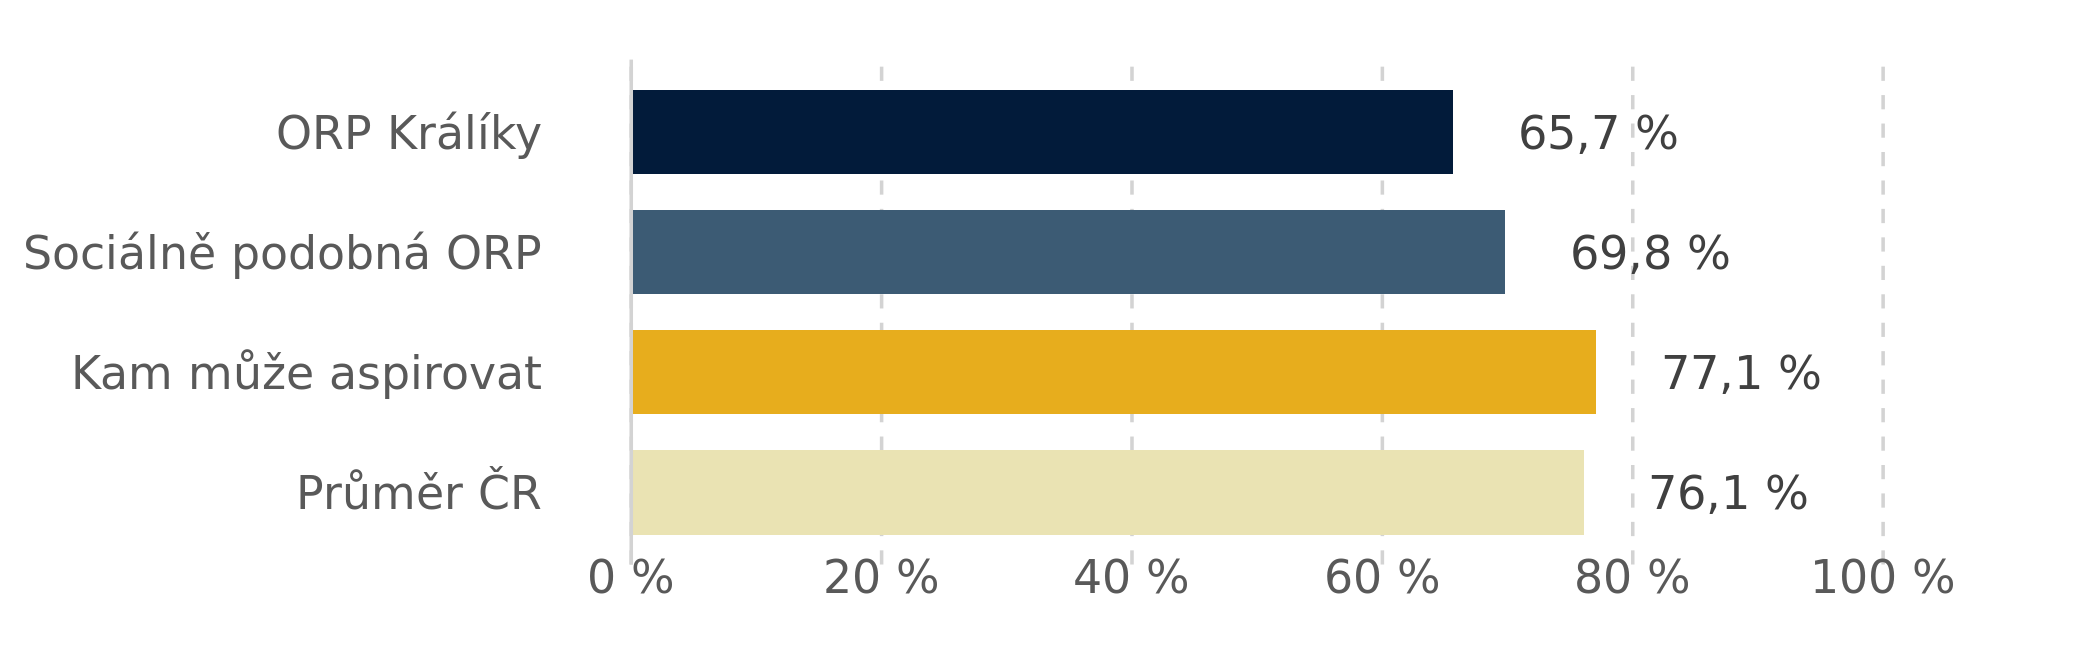 ORP Králíky 65,7 %
Sociálně podobná ORP 69,8 %
Kam může aspirovat 77,1 %
Průměr ČR 76,1 %
0 % 20 % 40 % 60 % 80 % 100 %